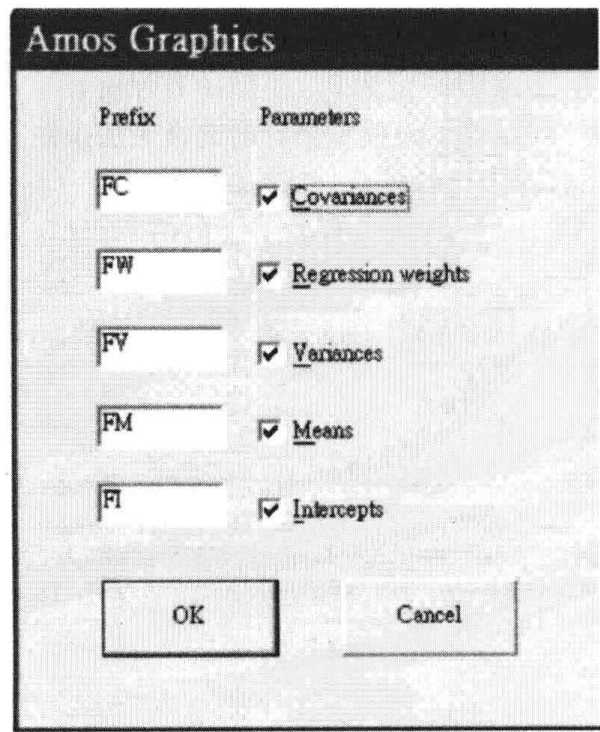 Amos Graphics
Prefix Parameters
FC Covariances
FW Regression weights
FV Variances
FM Means
FI Intercepts
OK Cancel